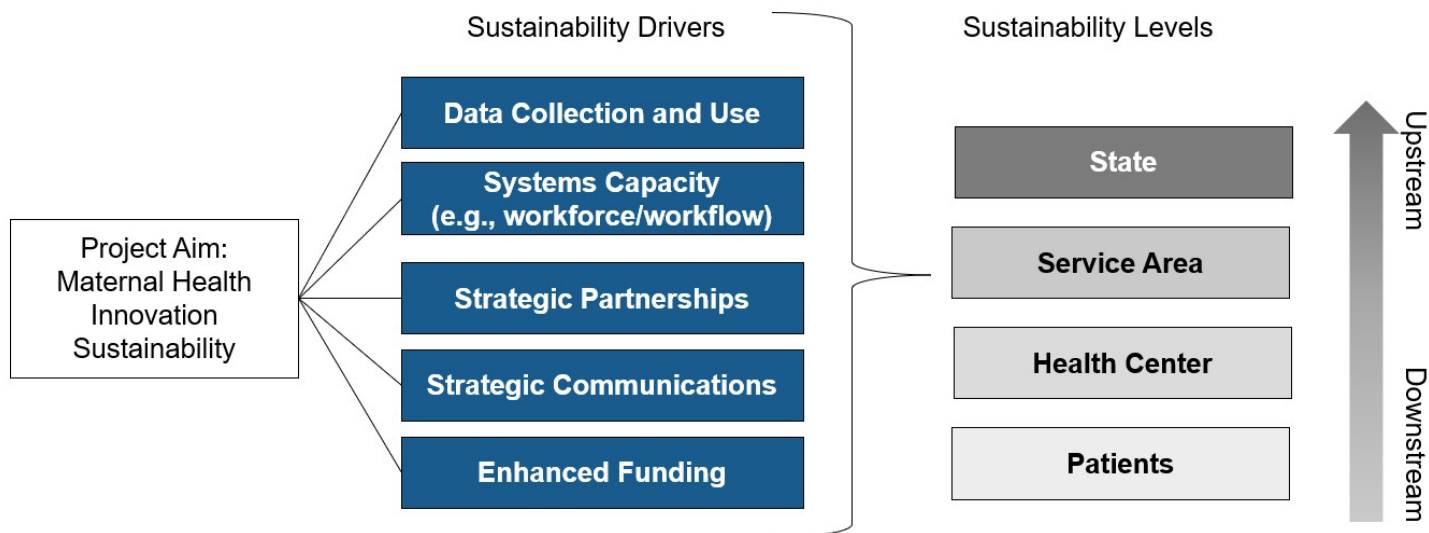 Sustainability Drivers
Sustainability Levels
Project Aim:
Maternal Health
Innovation
Sustainability
Data Collection and Use
Systems Capacity
(e.g., workforce/workflow)
Strategic Partnerships
Strategic Communications
Enhanced Funding
State
Service Area
Health Center
Patients
Upstream
Downstream